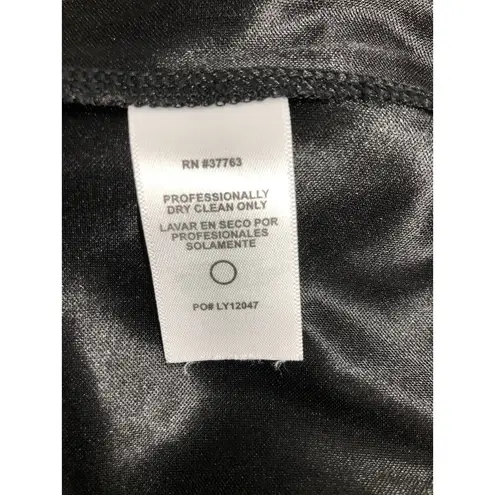 RN #37763
PROFESSIONALLY
DRY CLEAN ONLY
LAVAR EN SECO POR
PROFESIONALES
SOLAMENTE
PO# LY12047